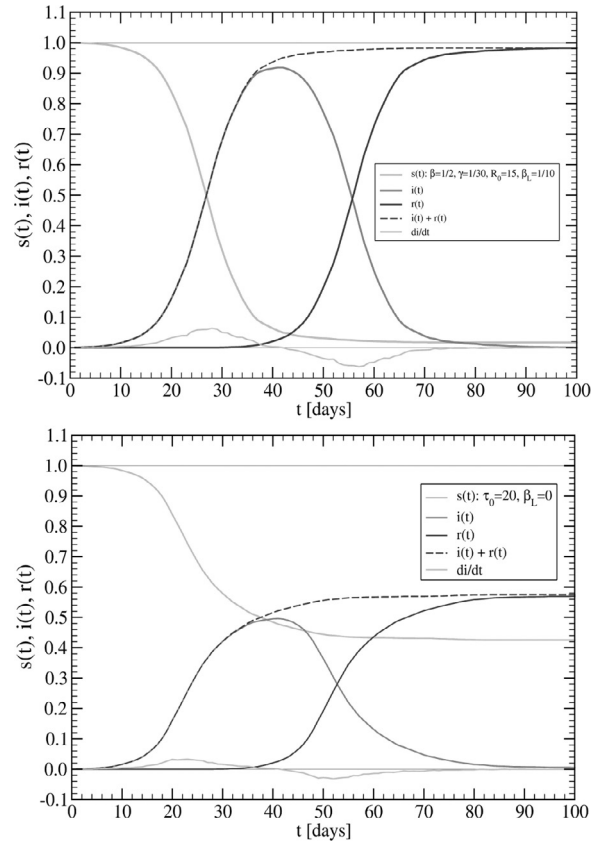 1.1
1.0
0.9
0.8
0.7
0.6
0.5
0.4
0.3
0.2
0.1
0.0
-0.1
s(t), i(t), r(t)
s(t): β=1/2, γ=1/30, R₀=15, β_L=1/10
i(t)
r(t)
i(t) + r(t)
di/dt
0 10 20 30 40 50 60 70 80 90 100
t [days]
1.1
1.0
0.9
0.8
0.7
0.6
0.5
0.4
0.3
0.2
0.1
0.0
-0.1
s(t), i(t), r(t)
s(t): τ₀=20, β_L=0
i(t)
r(t)
i(t) + r(t)
di/dt
0 10 20 30 40 50 60 70 80 90 100
t [days]